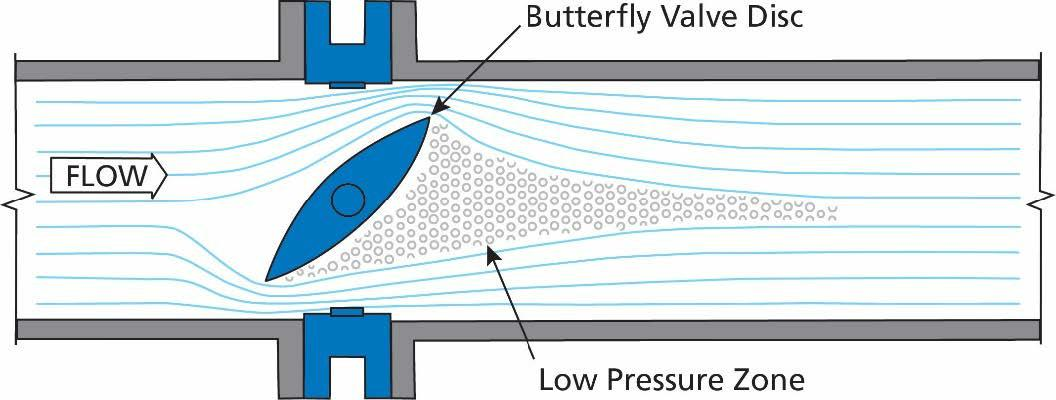 Butterfly Valve Disc
FLOW
Low Pressure Zone